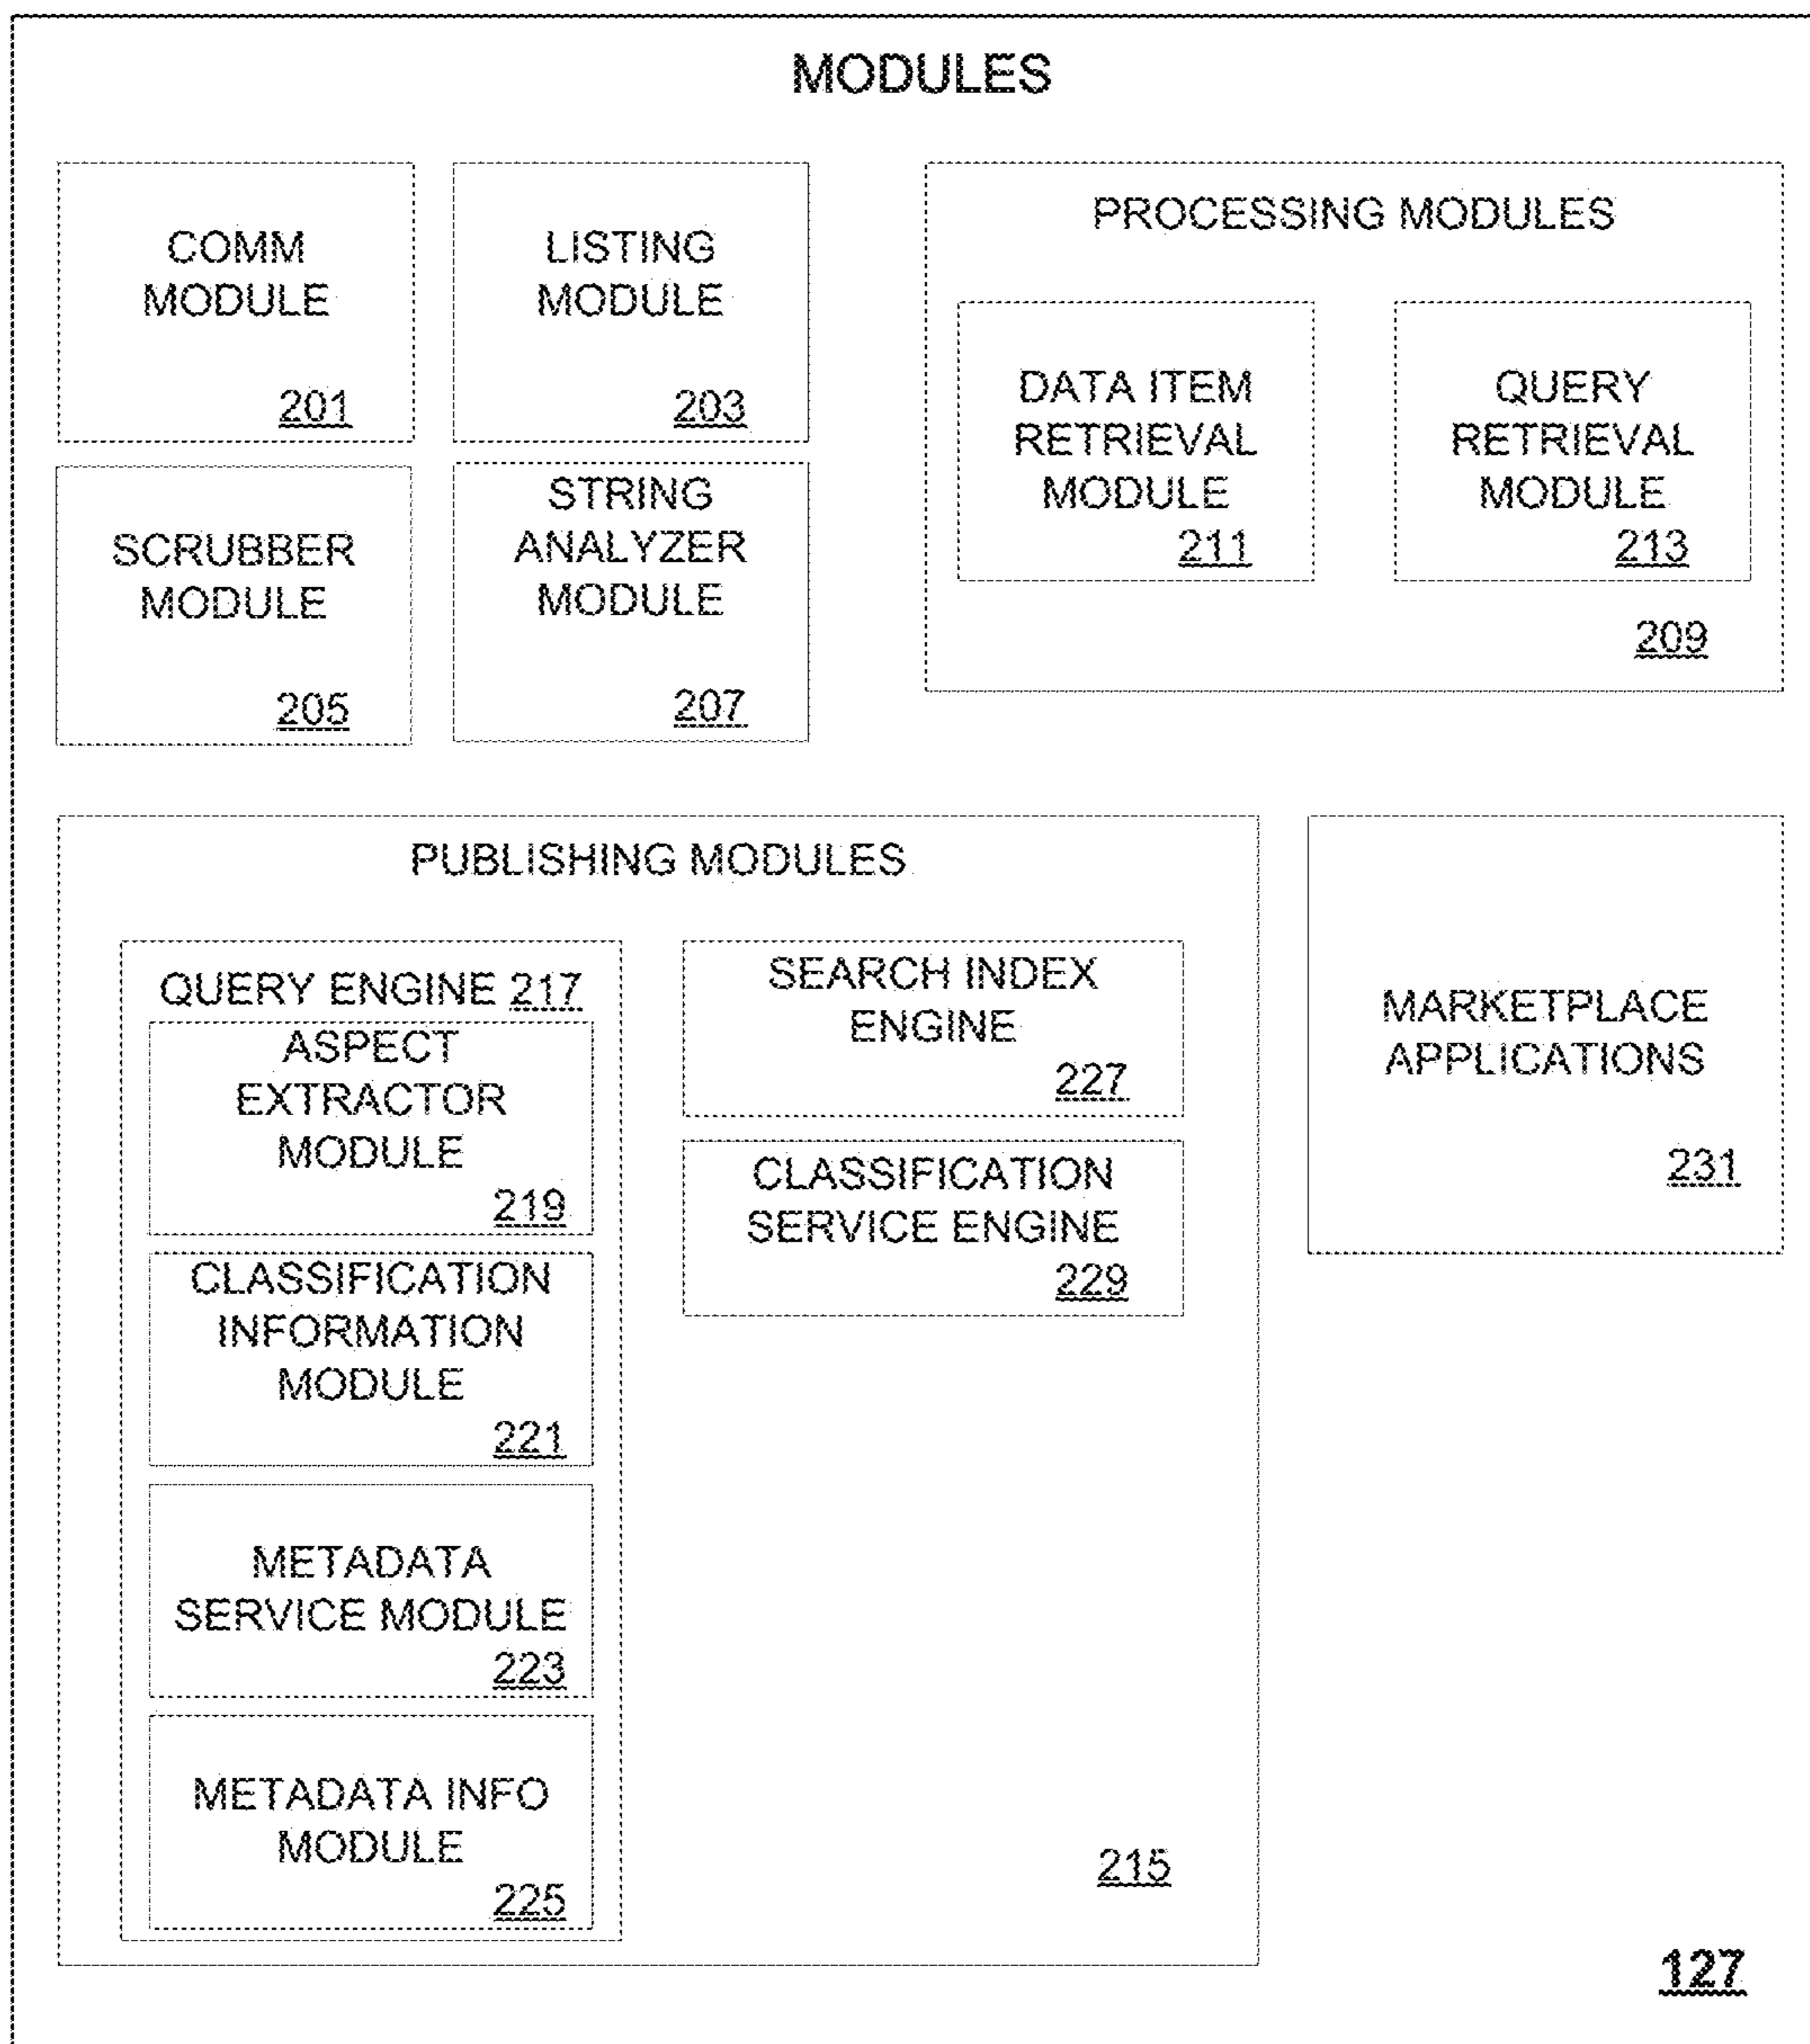 MODULES
COMM
MODULE
201
LISTING
MODULE
203
SCRUBBER
MODULE
205
STRING
ANALYZER
MODULE
207
PROCESSING MODULES
DATA ITEM
RETRIEVAL
MODULE
211
QUERY
RETRIEVAL
MODULE
213
209
PUBLISHING MODULES
QUERY ENGINE 217
ASPECT
EXTRACTOR
MODULE
219
CLASSIFICATION
INFORMATION
MODULE
221
METADATA
SERVICE MODULE
223
METADATA INFO
MODULE
225
SEARCH INDEX
ENGINE
227
CLASSIFICATION
SERVICE ENGINE
229
215
MARKETPLACE
APPLICATIONS
231
127